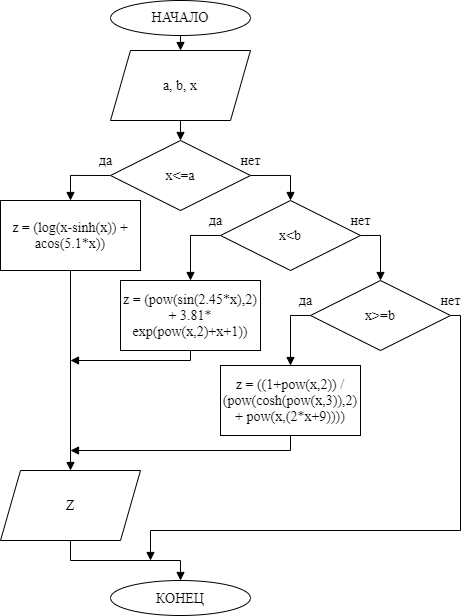 НАЧАЛО
a, b, x
x<=a
да
нет
z = (log(x-sinh(x)) +
acos(5.1*x))
x<b
да
нет
z = (pow(sin(2.45*x),2)
+ 3.81*
exp(pow(x,2)+x+1))
x>=b
да
нет
z = ((1+pow(x,2)) /
(pow(cosh(pow(x,3)),2)
+ pow(x,(2*x+9))))
Z
КОНЕЦ